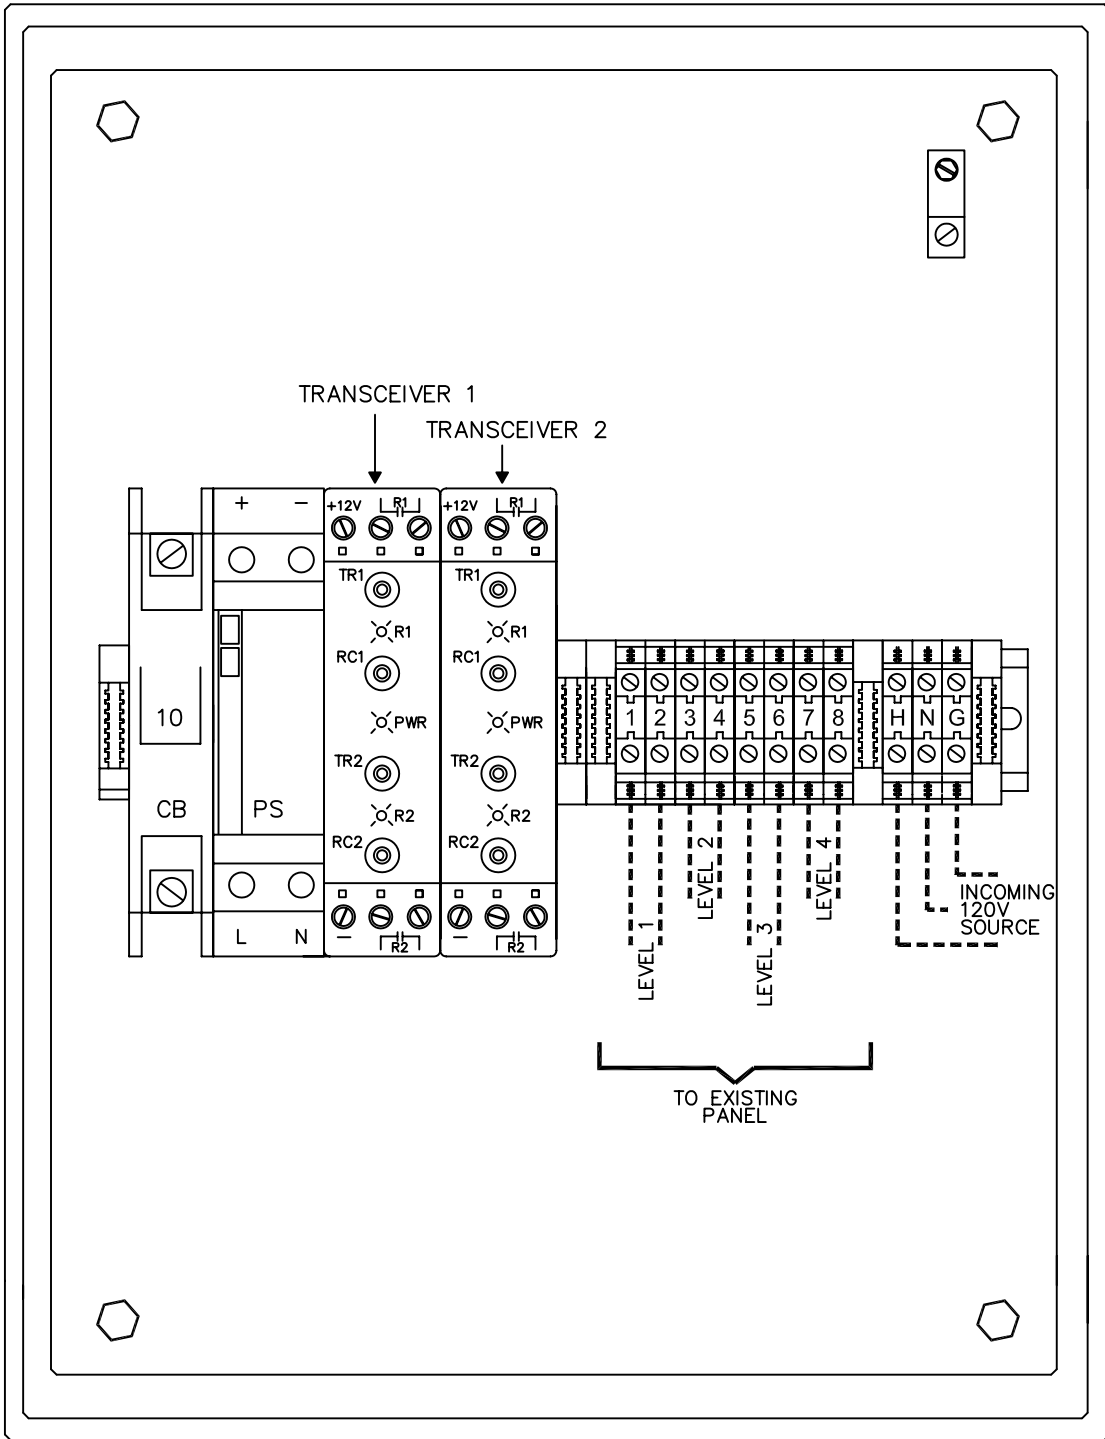 TRANSCEIVER 1
TRANSCEIVER 2
+ −
+12V R1
+12V R1
TR1
TR1
R1
R1
RC1
RC1
PWR
PWR
10
1 2 3 4 5 6 7 8 H N G
TR2
TR2
CB
PS
R2
R2
RC2
RC2
L N
− R2
− R2
LEVEL 1
LEVEL 2
LEVEL 3
LEVEL 4
INCOMING
120V
SOURCE
TO EXISTING
PANEL